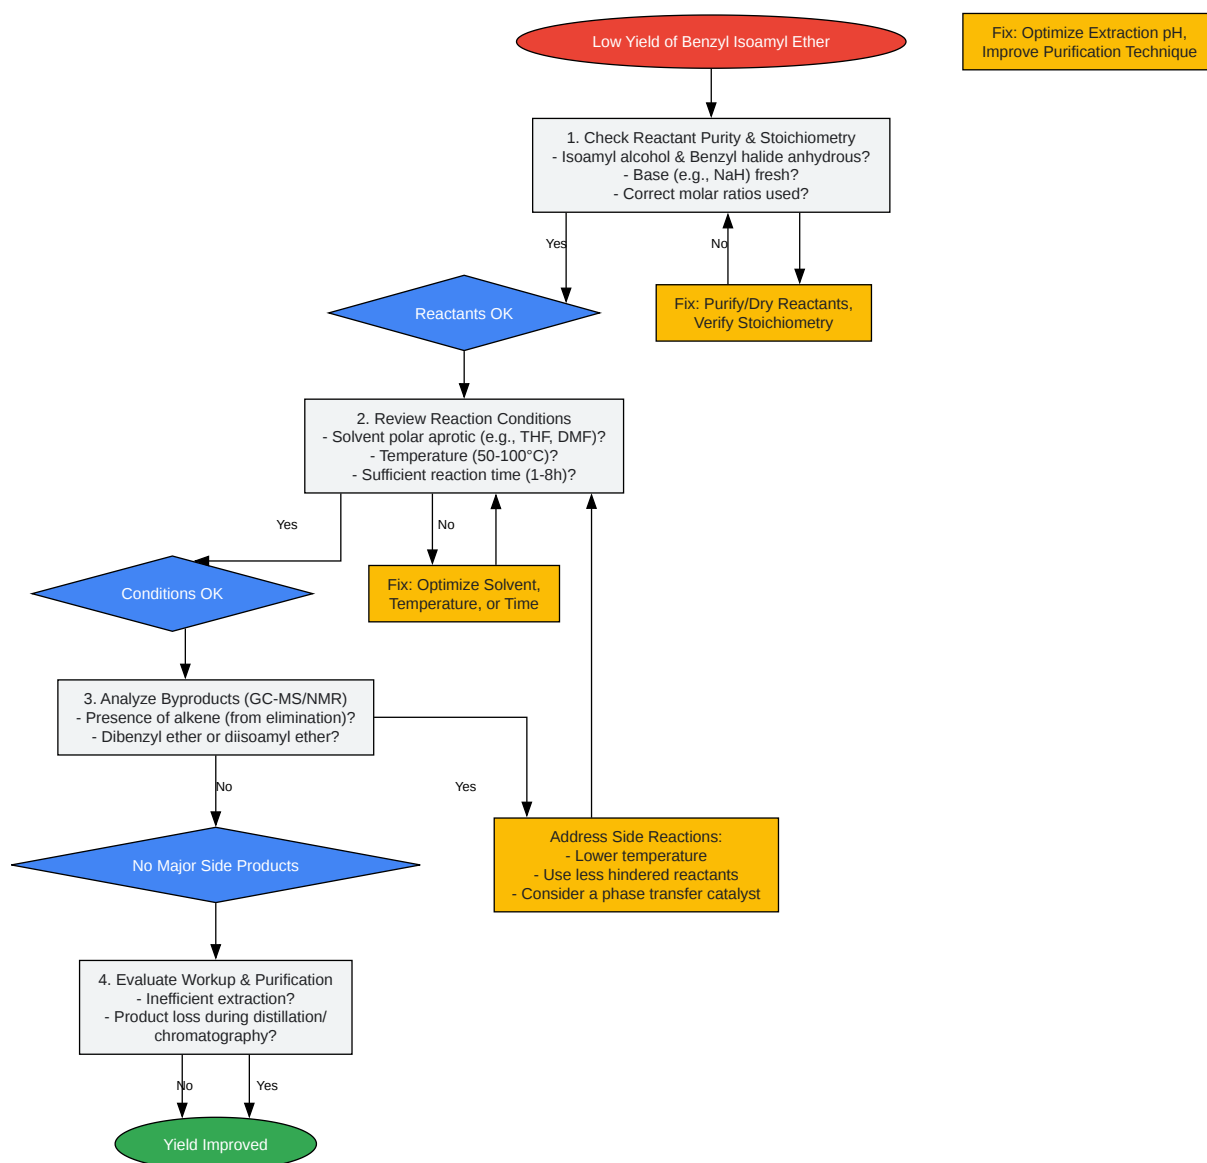 Low Yield of Benzyl Isoamyl Ether
Fix: Optimize Extraction pH,
Improve Purification Technique
1. Check Reactant Purity & Stoichiometry
- Isoamyl alcohol & Benzyl halide anhydrous?
- Base (e.g., NaH) fresh?
- Correct molar ratios used?
Yes
No
Reactants OK
Fix: Purify/Dry Reactants,
Verify Stoichiometry
2. Review Reaction Conditions
- Solvent polar aprotic (e.g., THF, DMF)?
- Temperature (50-100°C)?
- Sufficient reaction time (1-8h)?
Yes
No
Conditions OK
Fix: Optimize Solvent,
Temperature, or Time
3. Analyze Byproducts (GC-MS/NMR)
- Presence of alkene (from elimination)?
- Dibenzyl ether or diisoamyl ether?
No
Yes
No Major Side Products
Address Side Reactions:
- Lower temperature
- Use less hindered reactants
- Consider a phase transfer catalyst
4. Evaluate Workup & Purification
- Inefficient extraction?
- Product loss during distillation/
chromatography?
No
Yes
Yield Improved